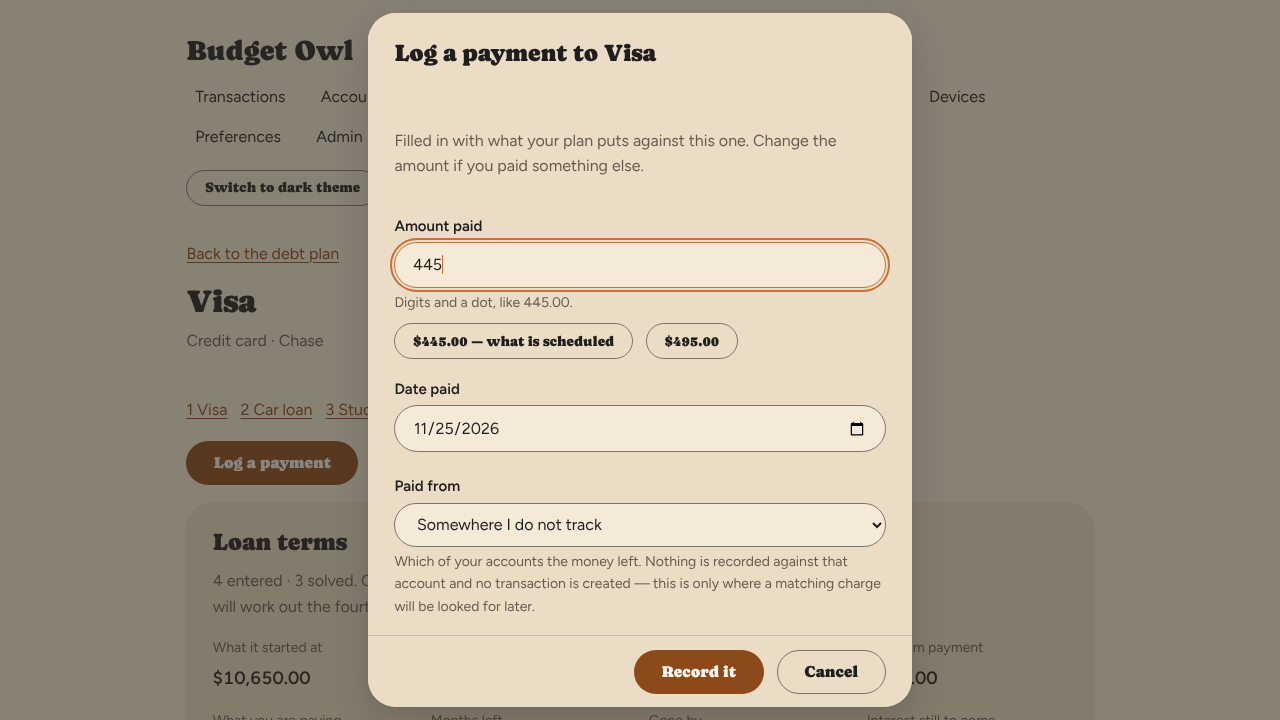 Budget Owl
Transactions
Devices
Preferences Admin
Switch to dark theme
Back to the debt plan
Visa
Credit card · Chase
1 Visa 2 Car loan 3
Log a payment
Loan terms
4 entered · 3 solved.
will work out the
What it started at
payment
$10,650.00
Log a payment to Visa
Filled in with what your plan puts against this one. Change the
amount if you paid something else.
Amount paid
445
Digits and a dot, like 445.00.
$445.00 — what is scheduled $495.00
Date paid
11/25/2026
Paid from
Somewhere I do not track
Which of your accounts the money left. Nothing is recorded against that
account and no transaction is created — this is only where a matching charge
will be looked for later.
Record it Cancel